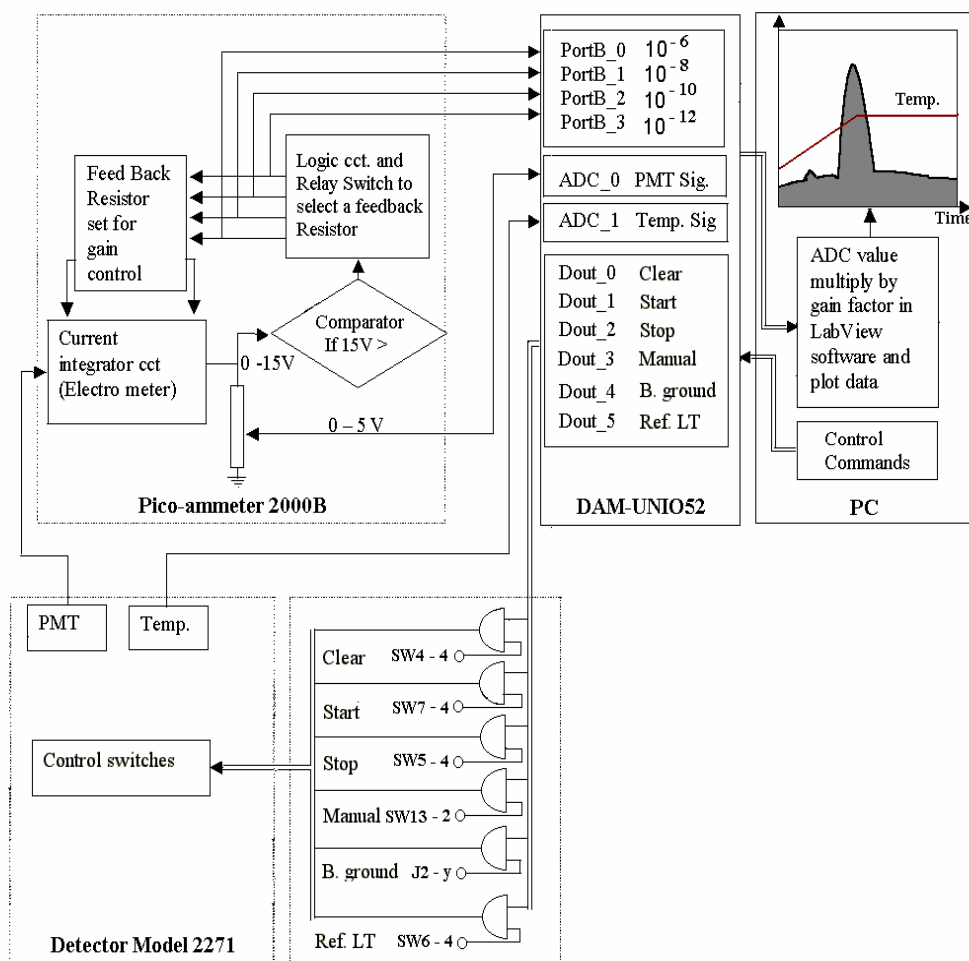 Feed Back
Resistor
set for
gain
control
Logic cct. and
Relay Switch to
select a feedback
Resistor
Current
integrator cct
(Electro meter)
0 -15V
Comparator
If 15V >
0 – 5 V
Pico-ammeter 2000B
PortB_0 10⁻⁶
PortB_1 10⁻⁸
PortB_2 10⁻¹⁰
PortB_3 10⁻¹²
ADC_0 PMT Sig.
ADC_1 Temp. Sig
Dout_0 Clear
Dout_1 Start
Dout_2 Stop
Dout_3 Manual
Dout_4 B. ground
Dout_5 Ref. LT
DAM-UNIO52
Temp.
Time
ADC value
multiply by
gain factor in
LabView
software and
plot data
Control
Commands
PC
PMT
Temp.
Control switches
Detector Model 2271
Clear SW4 - 4
Start SW7 - 4
Stop SW5 - 4
Manual SW13 - 2
B. ground J2 - y
Ref. LT SW6 - 4